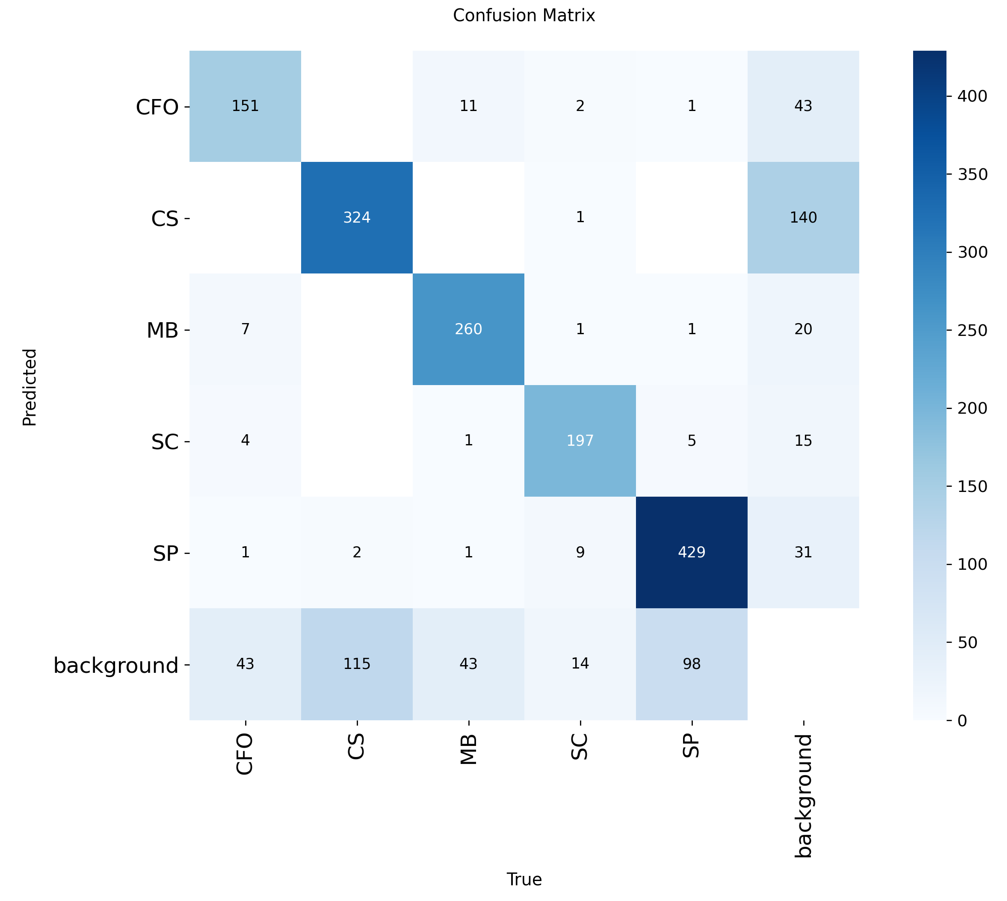 Confusion Matrix
CFO 151 11 2 1 43
CS 324 1 140
MB 7 260 1 1 20
SC 4 1 197 5 15
SP 1 2 1 9 429 31
background 43 115 43 14 98
CFO CS MB SC SP background
True
Predicted
400
350
300
250
200
150
100
50
0